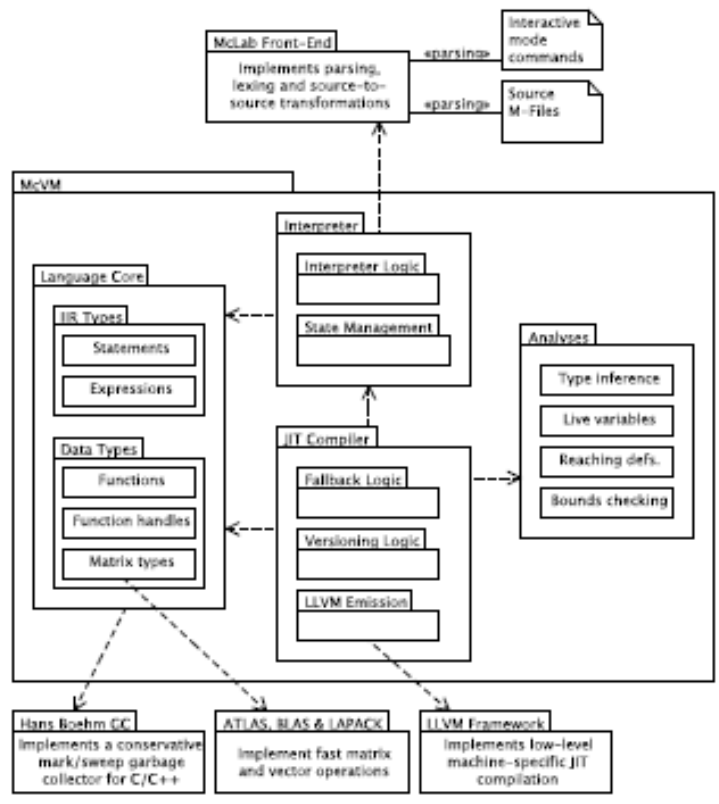 Interactive
mode
commands
McLab Front-End
«parsing»
Implements parsing,
lexing and source-to-
source transformations
«parsing»
Source
M-Files
McVM
Interpreter
Interpreter Logic
State Management
Language Core
IIR Types
Statements
Expressions
Data Types
Functions
Function handles
Matrix types
Analyses
Type inference
Live variables
Reaching defs.
Bounds checking
JIT Compiler
Fallback Logic
Versioning Logic
LLVM Emission
Hans Boehm GC
Implements a conservative
mark/sweep garbage
collector for C/C++
ATLAS, BLAS & LAPACK
Implement fast matrix
and vector operations
LLVM Framework
Implements low-level
machine-specific JIT
compilation